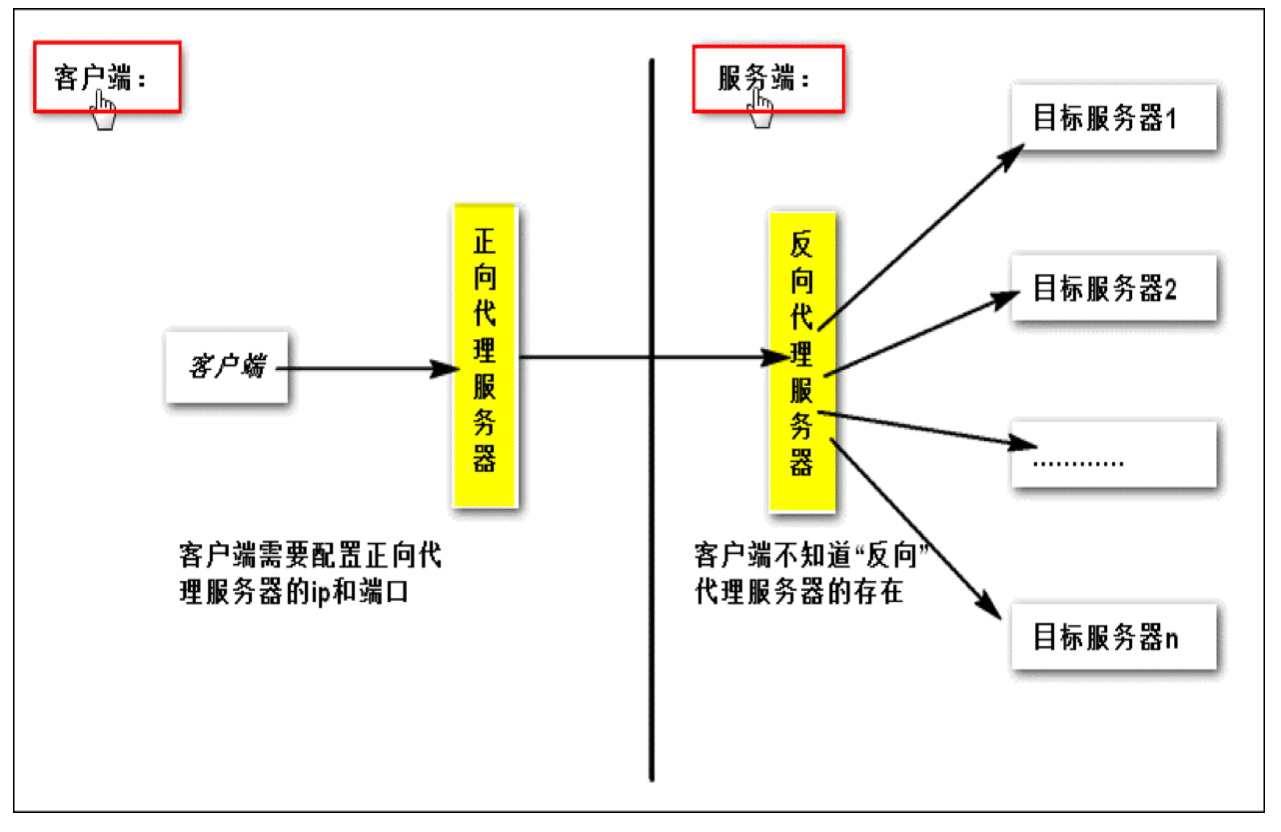 客户端：
服务端：
目标服务器1
正向代理服务器
反向代理服务器
目标服务器2
客户端
............
客户端需要配置正向代
理服务器的ip和端口
客户端不知道“反向”
代理服务器的存在
目标服务器n